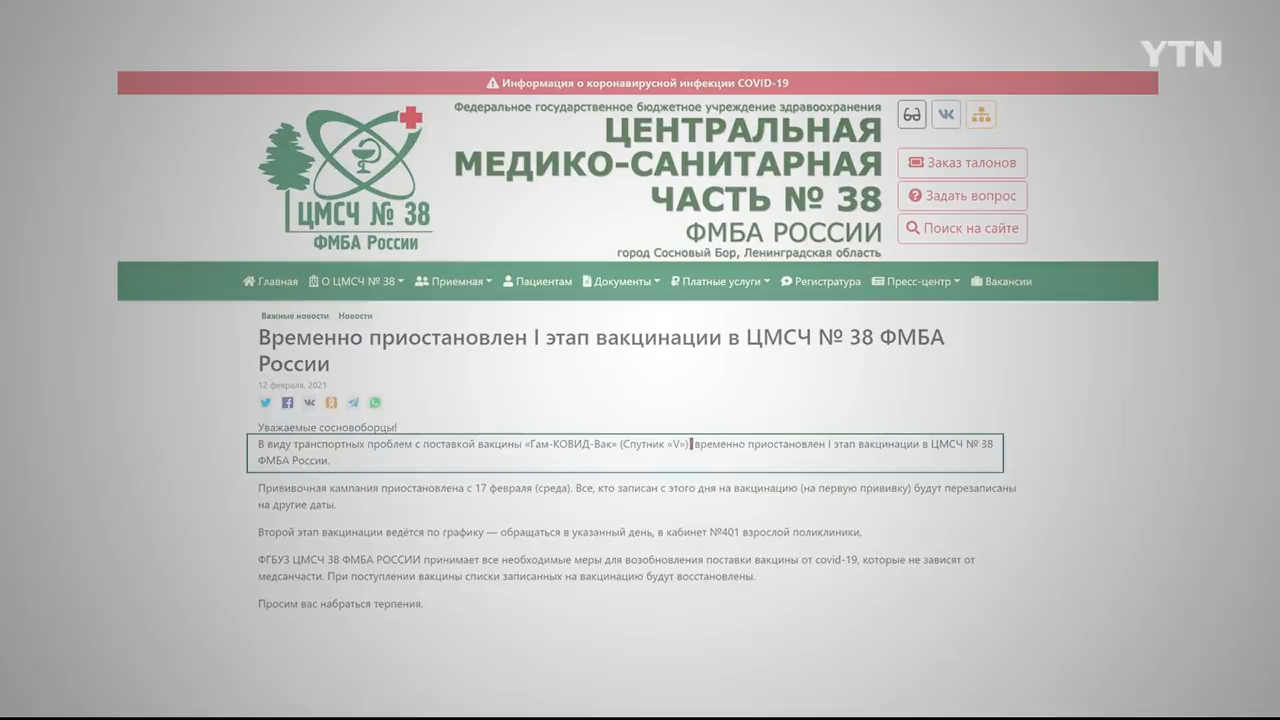 YTN
Информация о коронавирусной инфекции COVID-19
Федеральное государственное бюджетное учреждение здравоохранения
ЦЕНТРАЛЬНАЯ
МЕДИКО-САНИТАРНАЯ
ЧАСТЬ № 38
ФМБА РОССИИ
город Сосновый Бор, Ленинградская область
ЦМСЧ № 38
ФМБА России
Заказ талонов
Задать вопрос
Поиск на сайте
Главная О ЦМСЧ № 38 Приемная Пациентам Документы Платные услуги Регистратура Пресс-центр Вакансии
Важные новости Новости
Временно приостановлен I этап вакцинации в ЦМСЧ № 38 ФМБА
России
12 февраля, 2021
Уважаемые сосновоборцы!
В виду транспортных проблем с поставкой вакцины «Гам-КОВИД-Вак» (Спутник «V») временно приостановлен I этап вакцинации в ЦМСЧ № 38
ФМБА России.
Прививочная кампания приостановлена с 17 февраля (среда). Все, кто записан с этого дня на вакцинацию (на первую прививку) будут перезаписаны
на другие даты.
Второй этап вакцинации ведётся по графику — обращаться в указанный день, в кабинет №401 взрослой поликлиники.
ФГБУЗ ЦМСЧ 38 ФМБА РОССИИ принимает все необходимые меры для возобновления поставки вакцины от covid-19, которые не зависят от
медсанчасти. При поступлении вакцины списки записанных на вакцинацию будут восстановлены.
Просим вас набраться терпения.